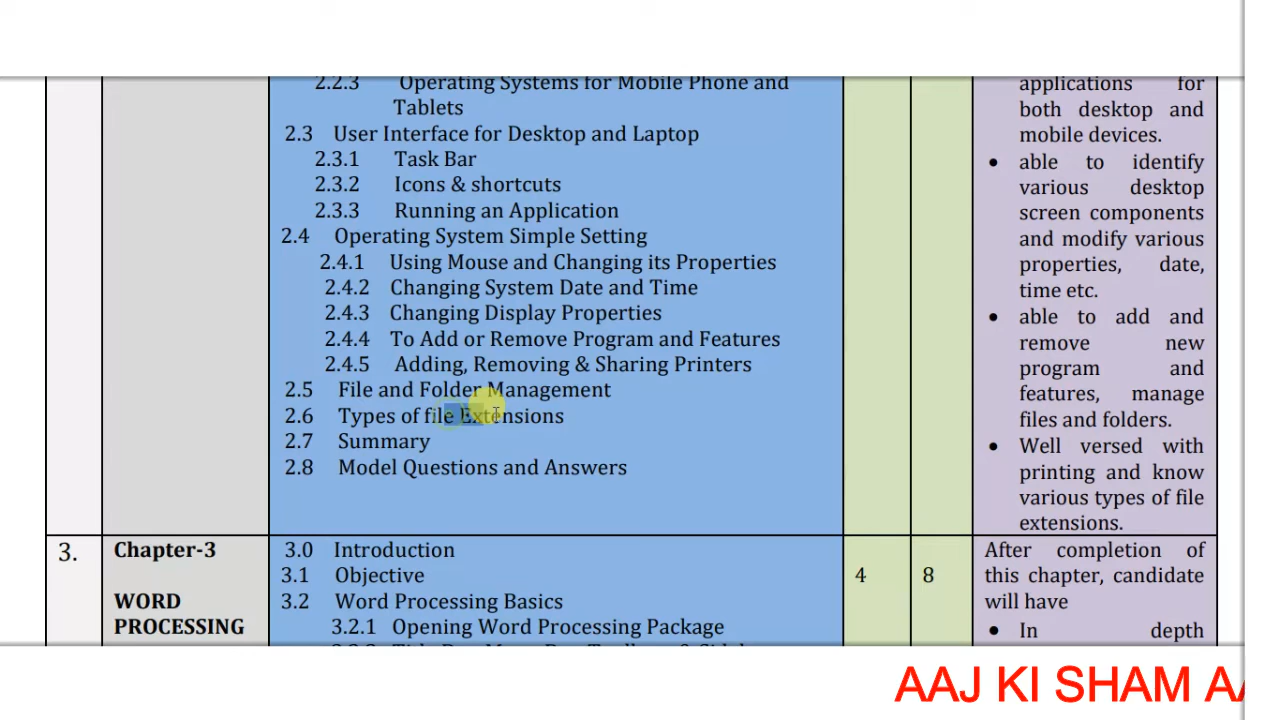 2.2.3 Operating Systems for Mobile Phone and
Tablets
2.3 User Interface for Desktop and Laptop
2.3.1 Task Bar
2.3.2 Icons & shortcuts
2.3.3 Running an Application
2.4 Operating System Simple Setting
2.4.1 Using Mouse and Changing its Properties
2.4.2 Changing System Date and Time
2.4.3 Changing Display Properties
2.4.4 To Add or Remove Program and Features
2.4.5 Adding, Removing & Sharing Printers
2.5 File and Folder Management
2.6 Types of file Extensions
2.7 Summary
2.8 Model Questions and Answers
applications for
both desktop and
mobile devices.
• able to identify
various desktop
screen components
and modify various
properties, date,
time etc.
• able to add and
remove new
program and
features, manage
files and folders.
• Well versed with
printing and know
various types of file
extensions.
3.
Chapter-3
WORD
PROCESSING
3.0 Introduction
3.1 Objective
3.2 Word Processing Basics
3.2.1 Opening Word Processing Package
4
8
After completion of
this chapter, candidate
will have
• In depth
AAJ KI SHAM